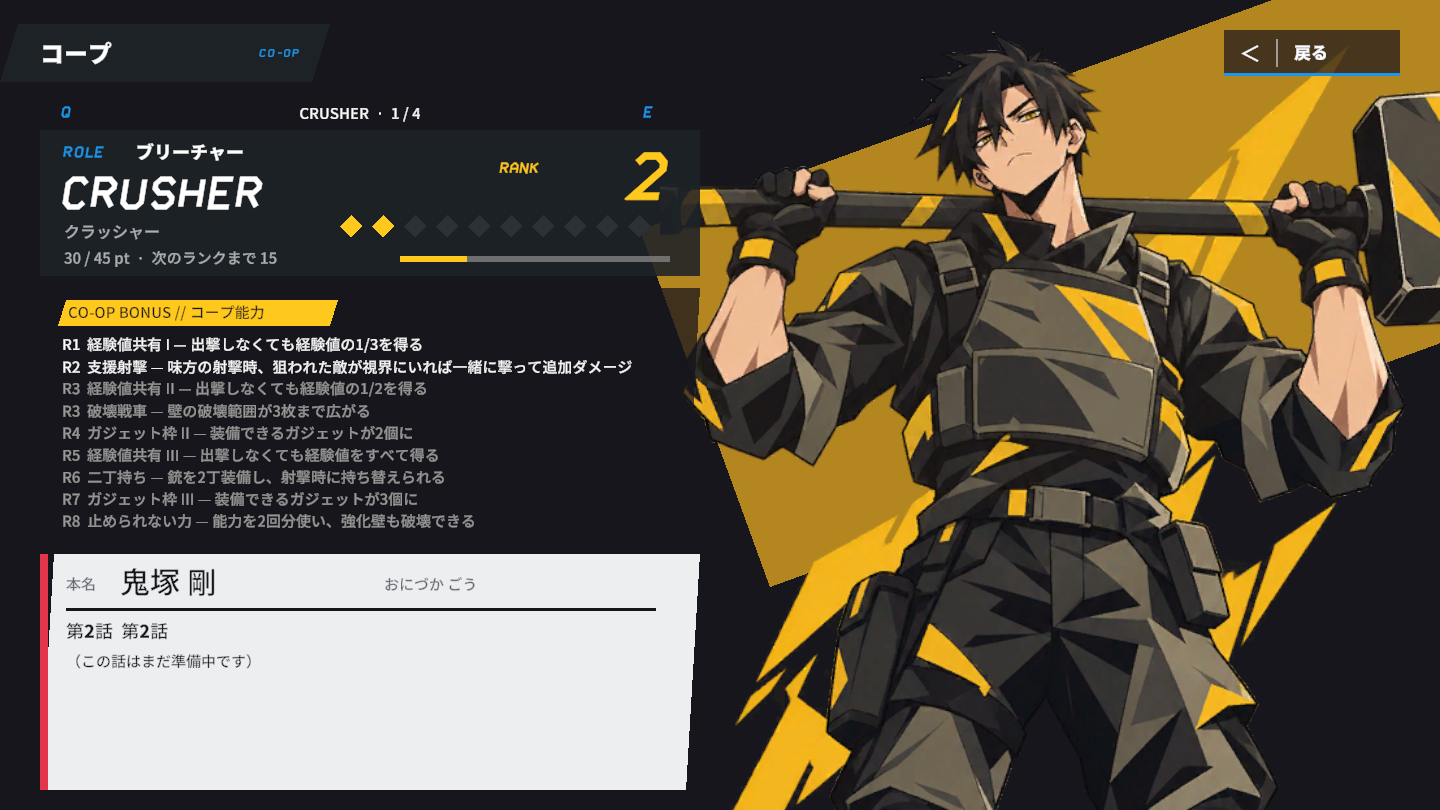 コープ CO-OP
< 戻る
Q CRUSHER · 1 / 4 E
ROLE ブリーチャー
RANK 2
CRUSHER
クラッシャー
30 / 45 pt · 次のランクまで 15
CO-OP BONUS // コープ能力
R1 経験値共有 I — 出撃しなくても経験値の1/3を得る
R2 支援射撃 — 味方の射撃時、狙われた敵が視界にいれば一緒に撃って追加ダメージ
R3 経験値共有 II — 出撃しなくても経験値の1/2を得る
R3 破壊戦車 — 壁の破壊範囲が3枚まで広がる
R4 ガジェット枠 II — 装備できるガジェットが2個に
R5 経験値共有 III — 出撃しなくても経験値をすべて得る
R6 二丁持ち — 銃を2丁装備し、射撃時に持ち替えられる
R7 ガジェット枠 III — 装備できるガジェットが3個に
R8 止められない力 — 能力を2回分使い、強化壁も破壊できる
本名 鬼塚 剛 おにづか ごう
第2話 第2話
（この話はまだ準備中です）